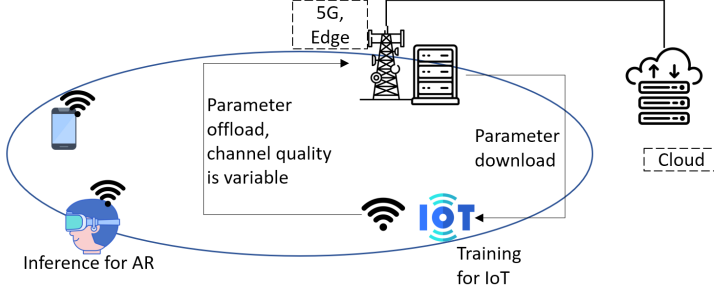 5G,
Edge
Parameter
offload,
channel quality
is variable
Parameter
download
Cloud
IOT
Inference for AR
Training
for IoT